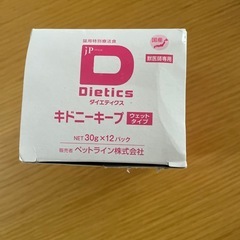 猫用特別療法食
国産
jP
D
獣医師専用
Dietics
ダイエティクス
キドニーキープ
ウェットタイプ
NET 30g×12パック
販売者 ペットライン株式会社